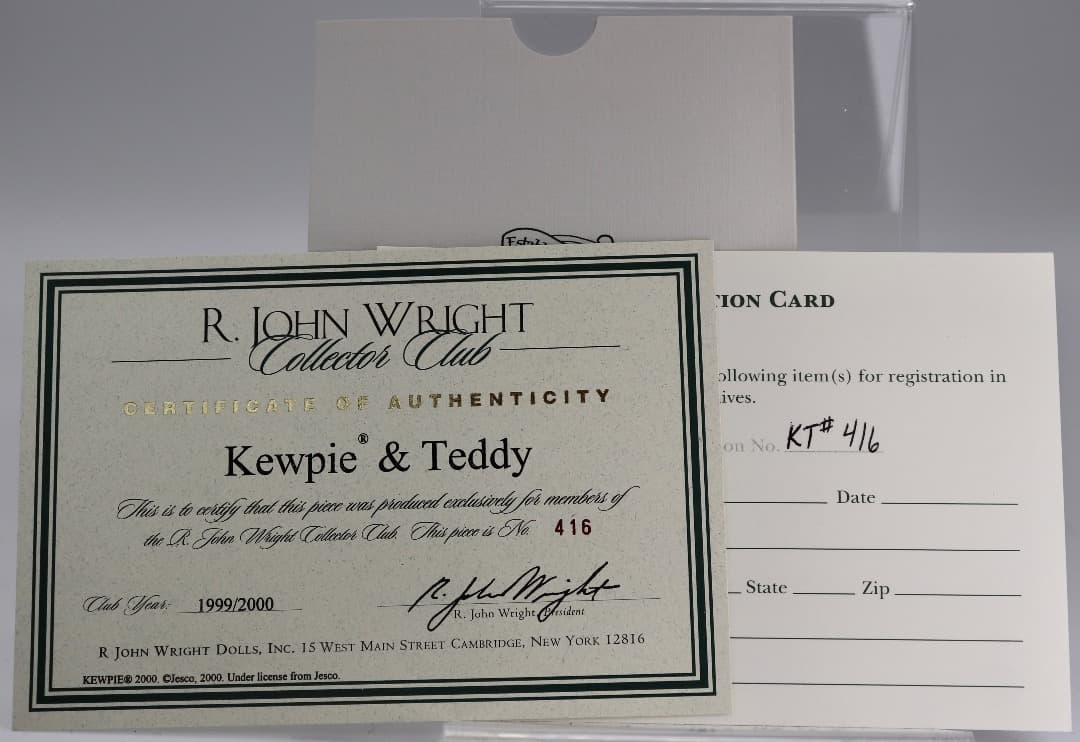 R. JOHN WRIGHT
Collector Club
CERTIFICATE OF AUTHENTICITY
Kewpie® & Teddy
This is to certify that this piece was produced exclusively for members of
the R. John Wright Collector Club. This piece is No. 416
Club Year: 1999/2000
R. John Wright
R. John Wright, President
R JOHN WRIGHT DOLLS, INC. 15 WEST MAIN STREET CAMBRIDGE, NEW YORK 12816
KEWPIE® 2000. ©Jesco, 2000. Under license from Jesco.
TION CARD
ollowing item(s) for registration in
ives.
on No. KT# 416
Date
State Zip